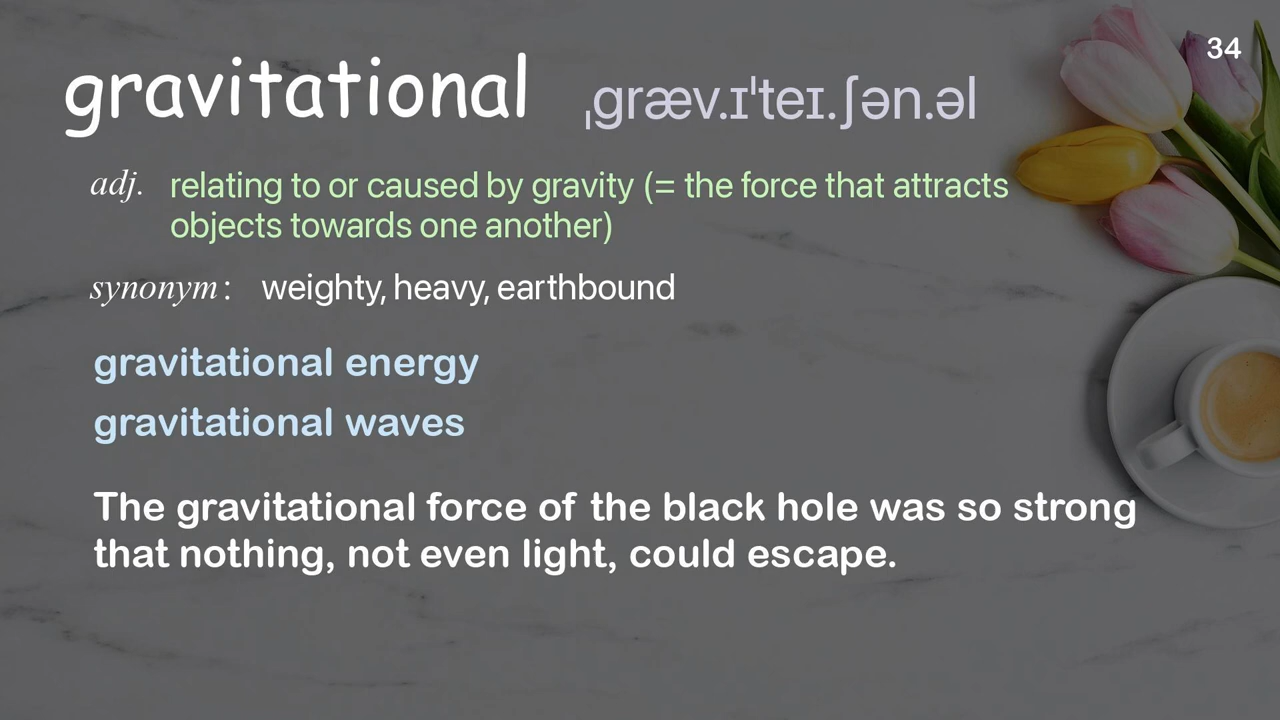 34
gravitational ˌɡræv.ɪˈteɪ.ʃən.əl
adj. relating to or caused by gravity (= the force that attracts
objects towards one another)
synonym: weighty, heavy, earthbound
gravitational energy
gravitational waves
The gravitational force of the black hole was so strong
that nothing, not even light, could escape.